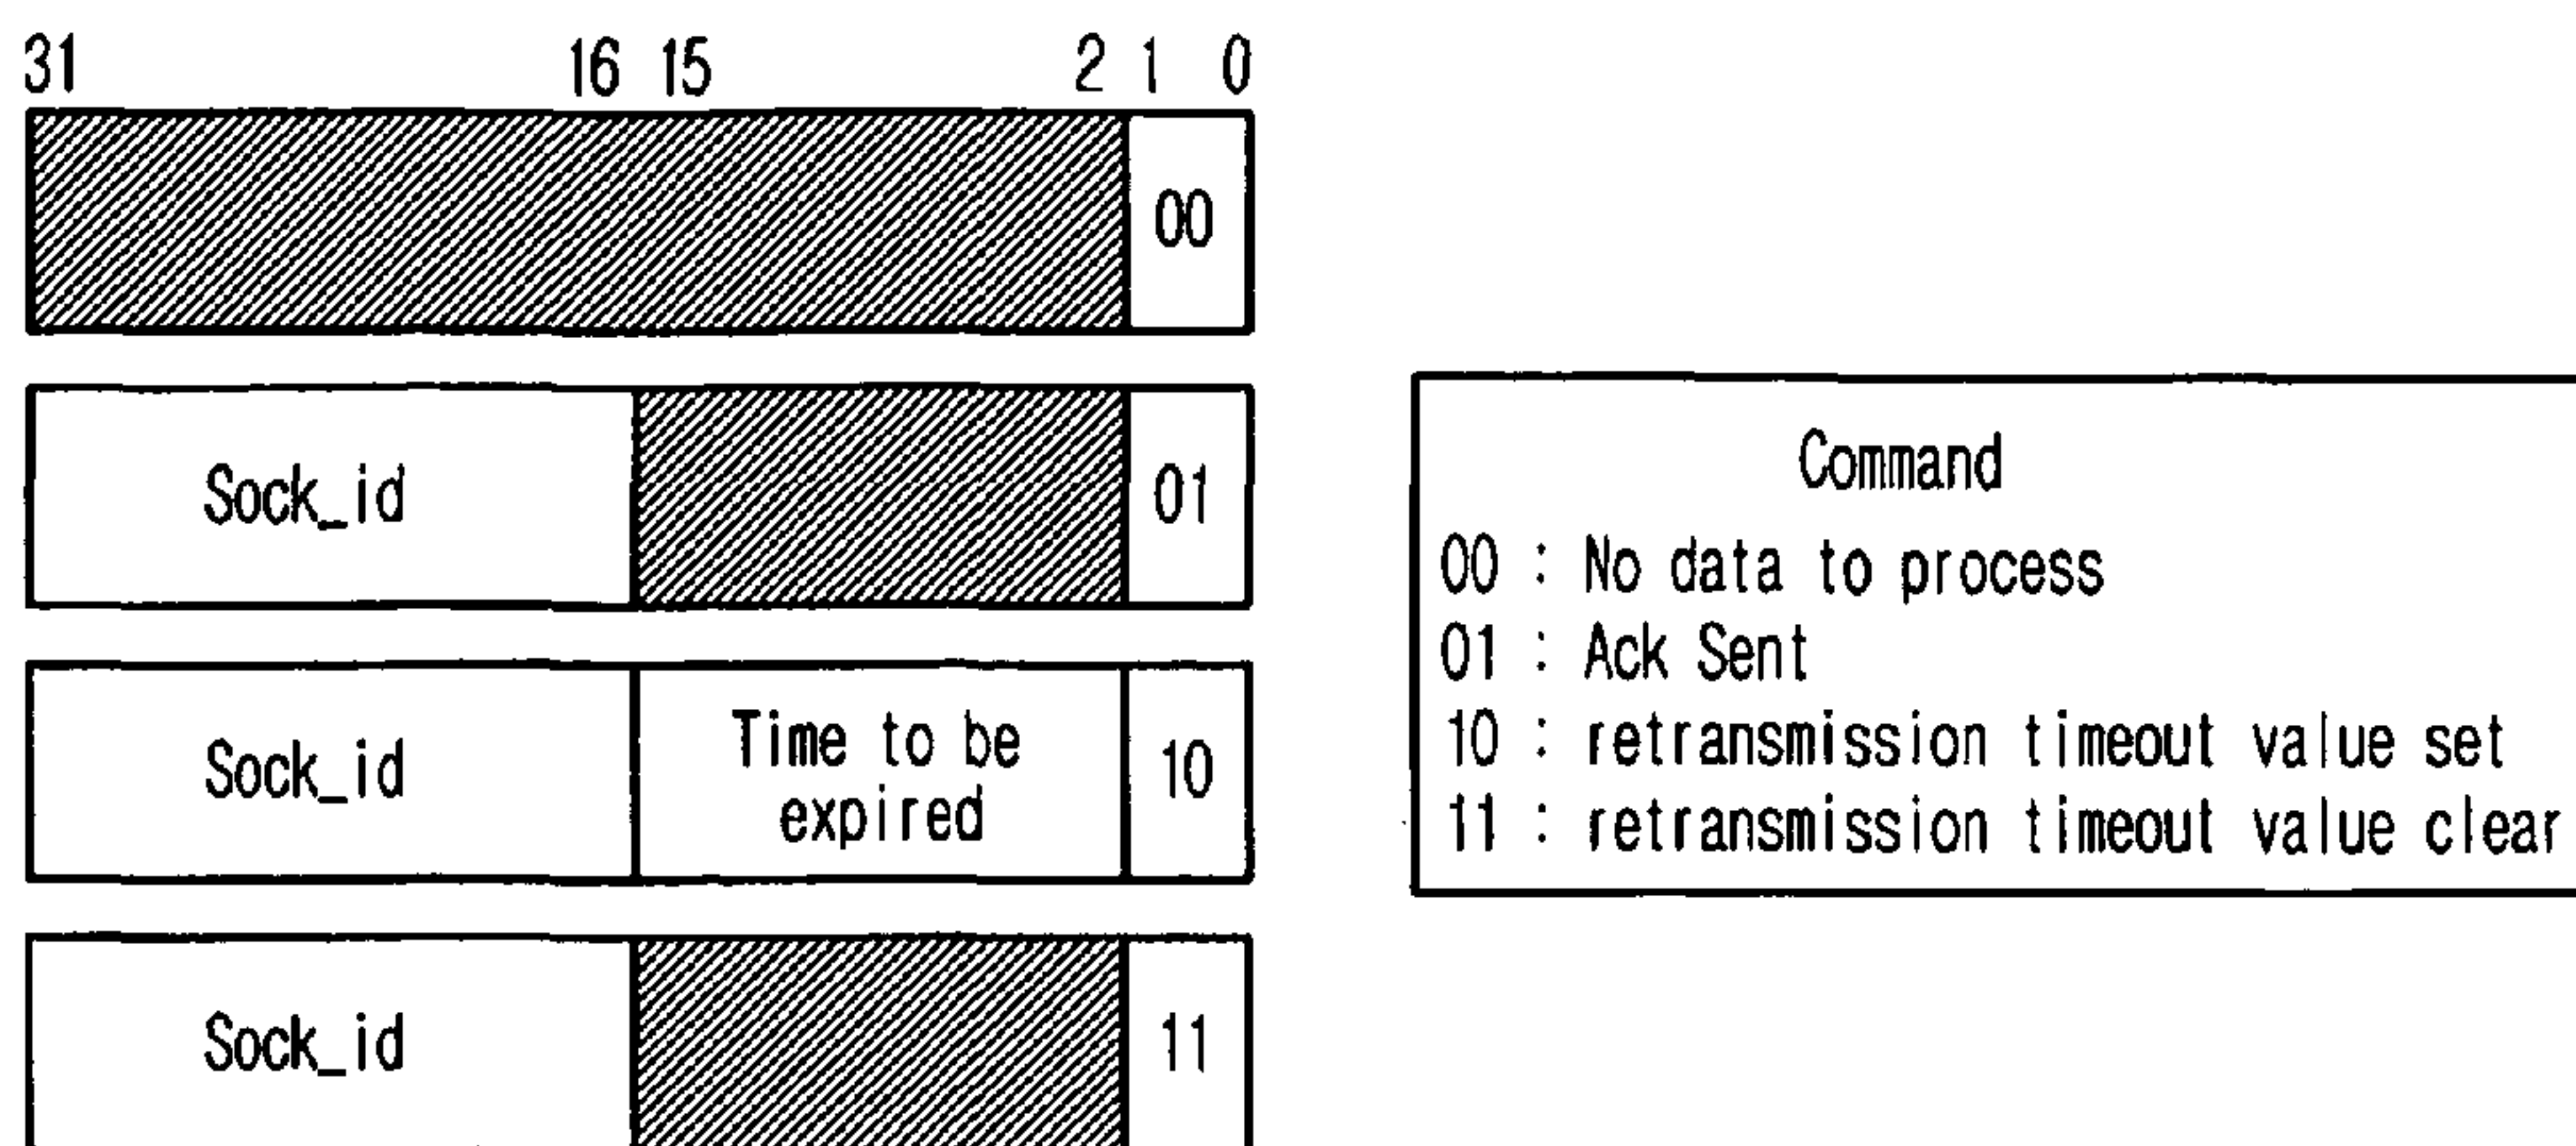 31 16 15 2 1 0
00
Sock_id 01
Sock_id Time to be expired 10
Sock_id 11
Command
00 : No data to process
01 : Ack Sent
10 : retransmission timeout value set
11 : retransmission timeout value clear